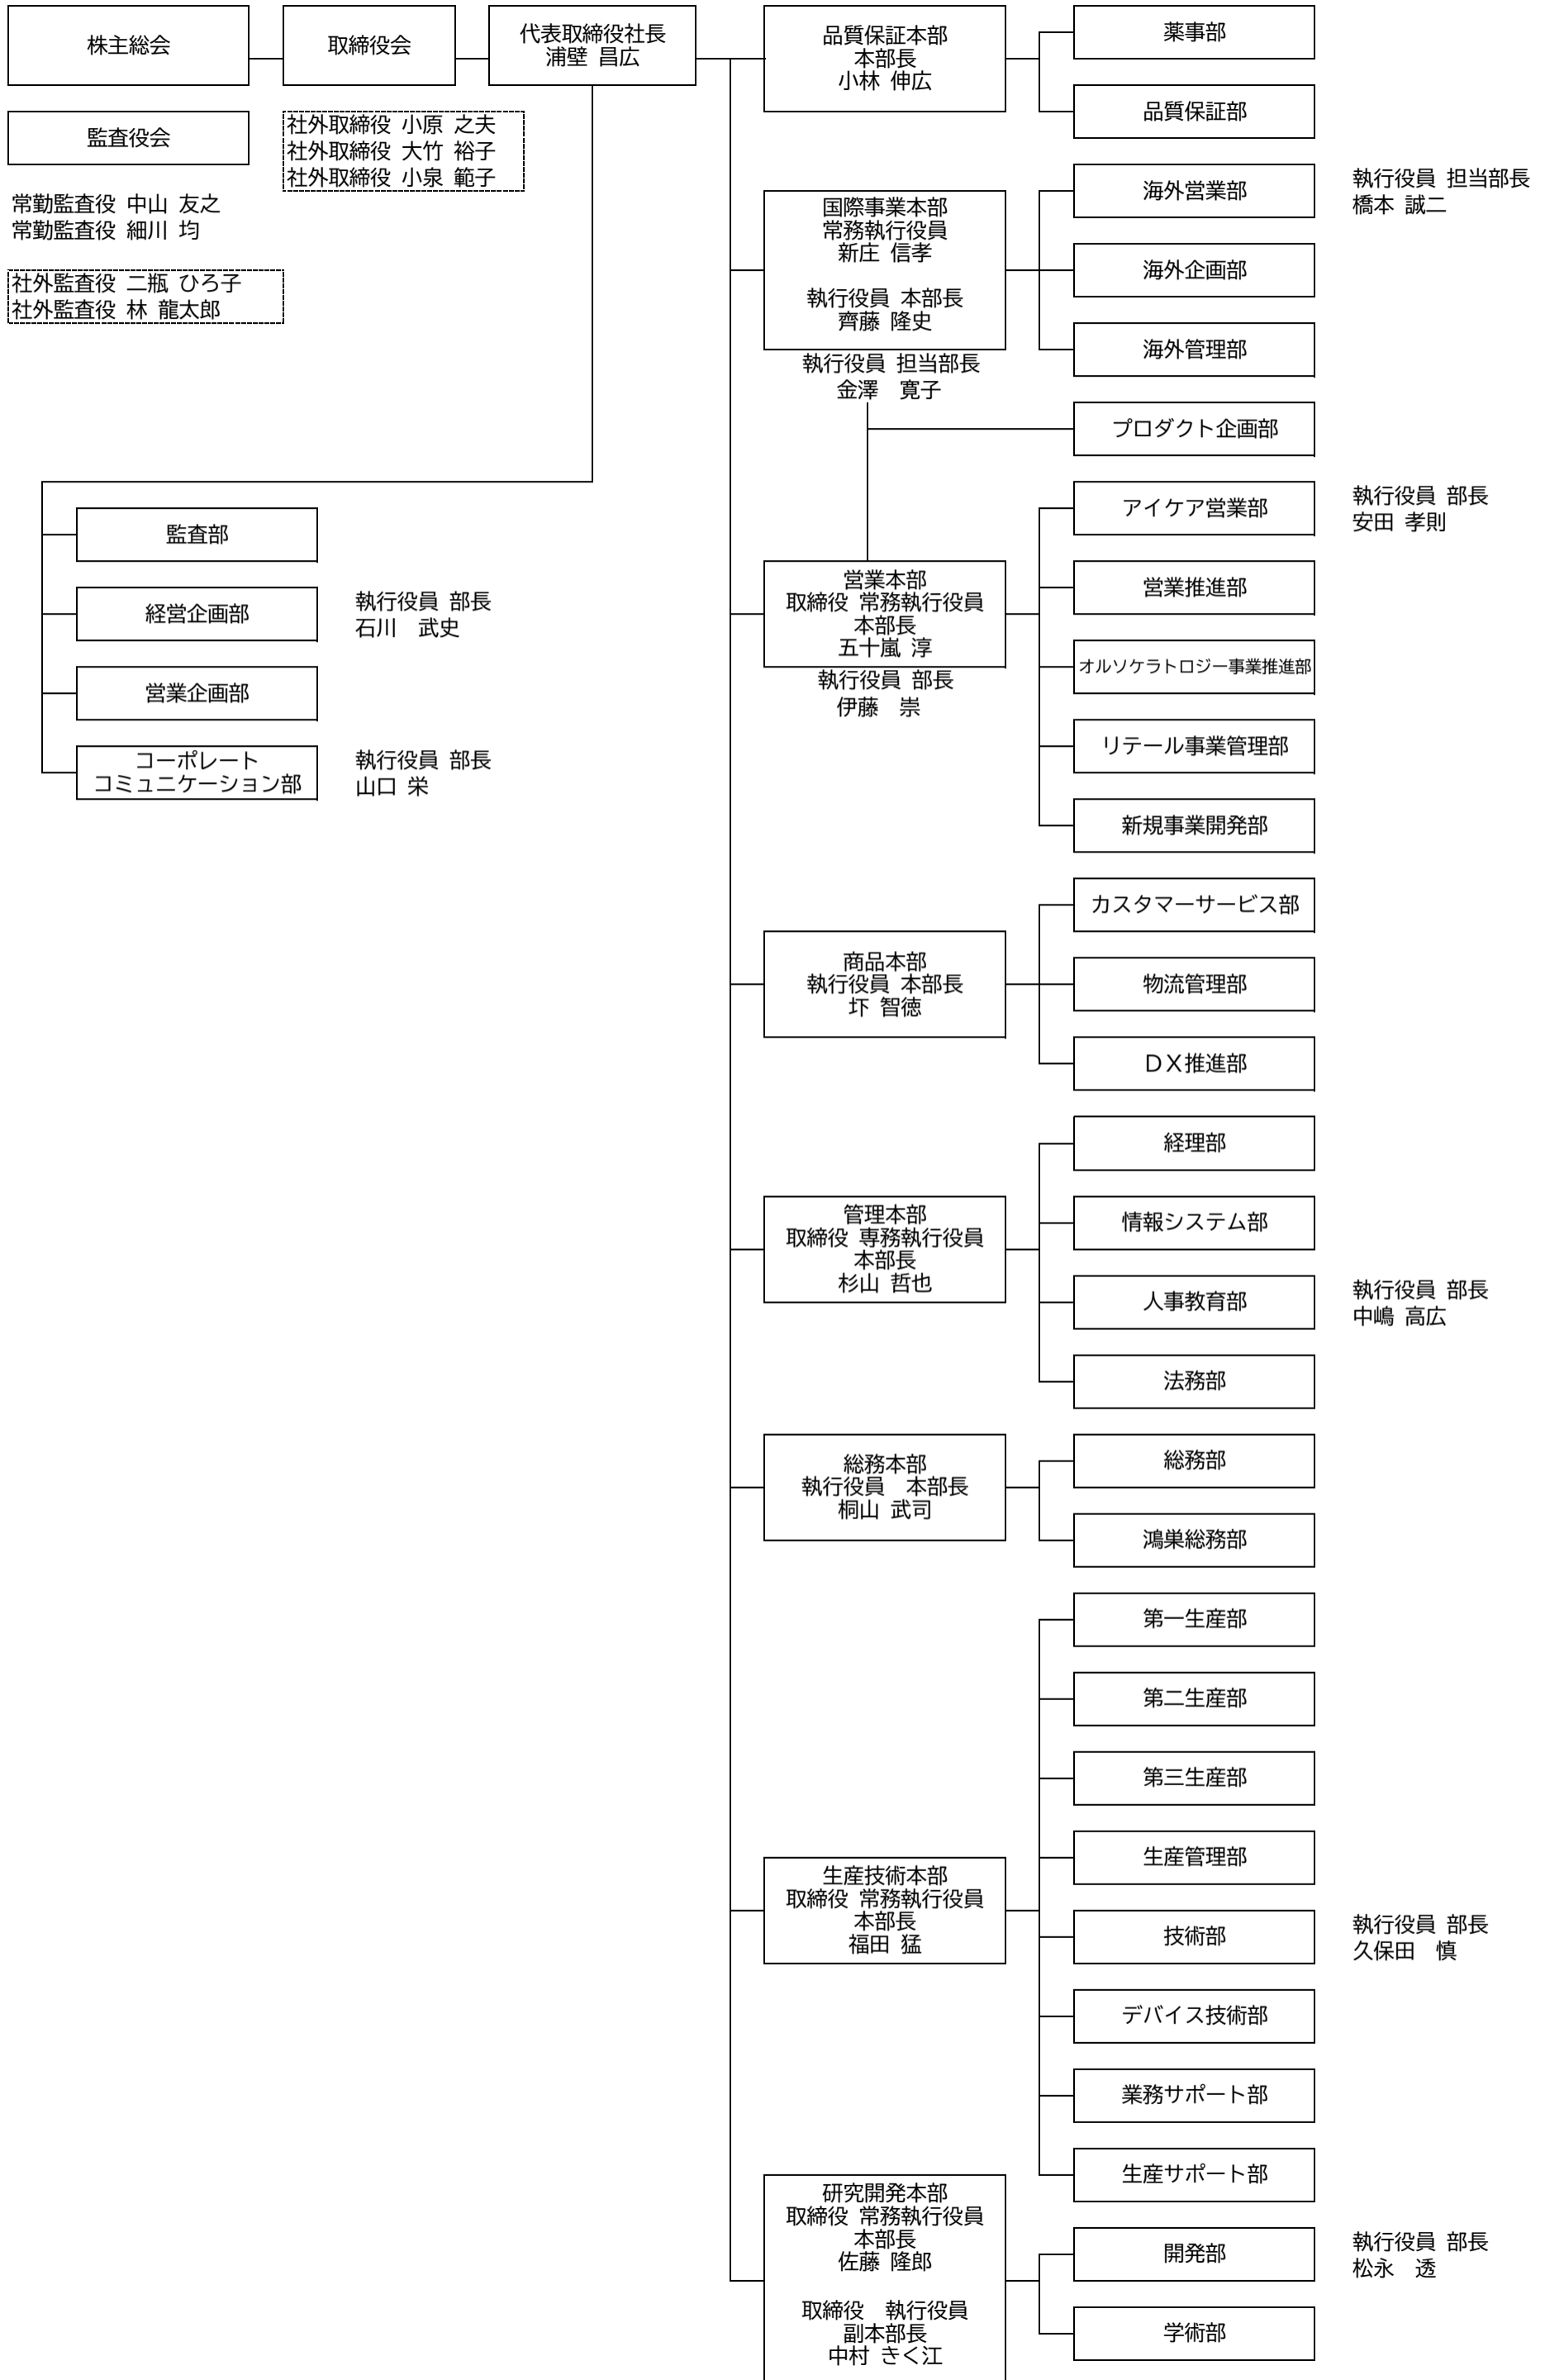 株主総会
取締役会
代表取締役社長
浦壁 昌広
監査役会
社外取締役 小原 之夫
社外取締役 大竹 裕子
社外取締役 小泉 範子
常勤監査役 中山 友之
常勤監査役 細川 均
社外監査役 二瓶 ひろ子
社外監査役 林 龍太郎
監査部
経営企画部
執行役員 部長
石川　武史
営業企画部
コーポレート
コミュニケーション部
執行役員 部長
山口 栄
品質保証本部
本部長
小林 伸広
薬事部
品質保証部
国際事業本部
常務執行役員
新庄 信孝
執行役員 本部長
齊藤 隆史
海外営業部
執行役員 担当部長
橋本 誠二
海外企画部
海外管理部
執行役員 担当部長
金澤　寛子
プロダクト企画部
営業本部
取締役 常務執行役員
本部長
五十嵐 淳
執行役員 部長
伊藤　崇
アイケア営業部
執行役員 部長
安田 孝則
営業推進部
オルソケラトロジー事業推進部
リテール事業管理部
新規事業開発部
商品本部
執行役員 本部長
圷 智徳
カスタマーサービス部
物流管理部
ＤＸ推進部
管理本部
取締役 専務執行役員
本部長
杉山 哲也
経理部
情報システム部
人事教育部
執行役員 部長
中嶋 高広
法務部
総務本部
執行役員　本部長
桐山 武司
総務部
鴻巣総務部
生産技術本部
取締役 常務執行役員
本部長
福田 猛
第一生産部
第二生産部
第三生産部
生産管理部
技術部
執行役員 部長
久保田　慎
デバイス技術部
業務サポート部
生産サポート部
研究開発本部
取締役 常務執行役員
本部長
佐藤 隆郎
取締役　執行役員
副本部長
中村 きく江
開発部
執行役員 部長
松永　透
学術部